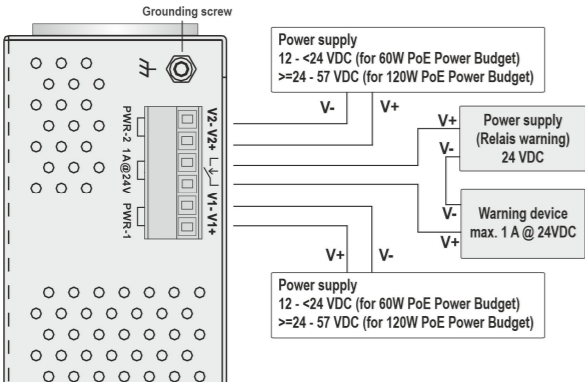 Grounding screw
Power supply
12 - <24 VDC (for 60W PoE Power Budget)
>=24 - 57 VDC (for 120W PoE Power Budget)
V- V+
PWR-2 1A@24V PWR-1
V2- V2+ V1- V1+
V+
V-
Power supply
(Relais warning)
24 VDC
V-
V+
Warning device
max. 1 A @ 24VDC
V+ V-
Power supply
12 - <24 VDC (for 60W PoE Power Budget)
>=24 - 57 VDC (for 120W PoE Power Budget)